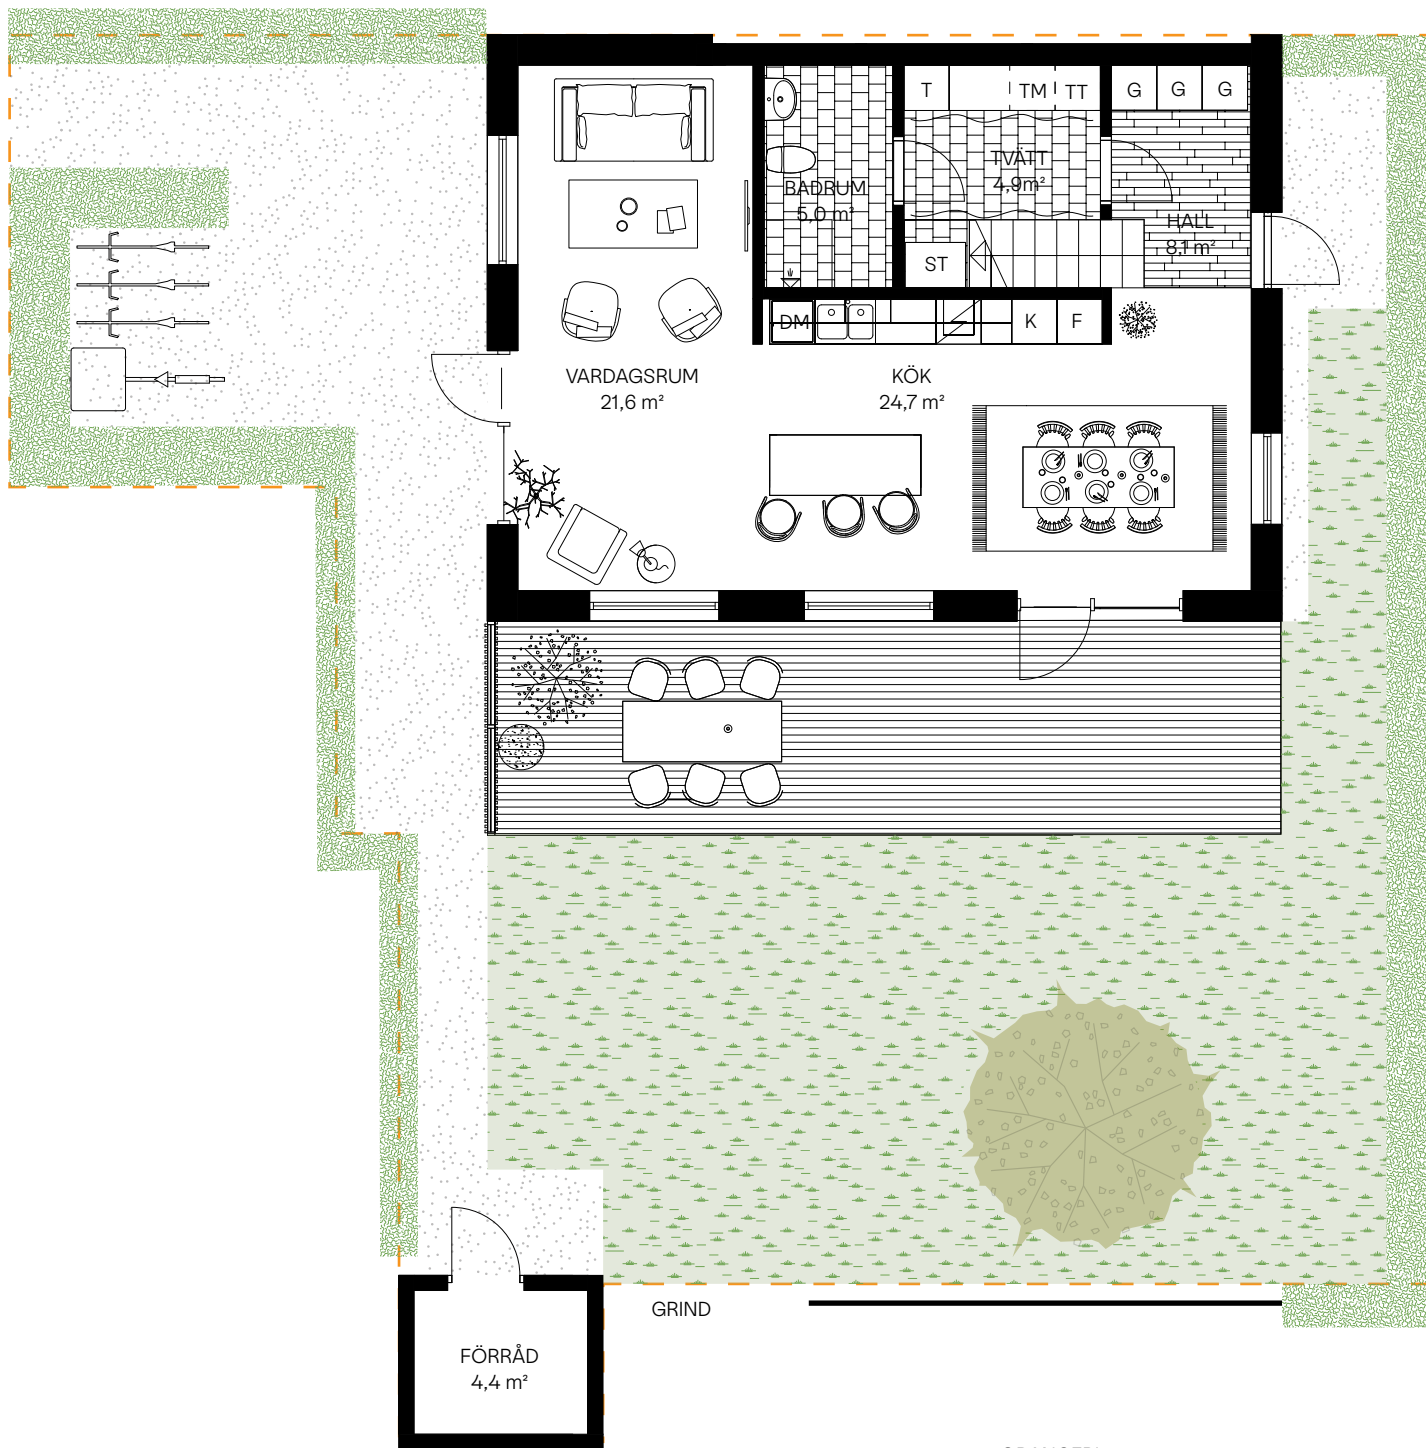 T
TM
TT
G
G
G
TVÄTT
4,9m²
BADRUM
5,0 m²
HALL
8,1 m²
ST
DM
K
F
VARDAGSRUM
21,6 m²
KÖK
24,7 m²
GRIND
FÖRRÅD
4,4 m²